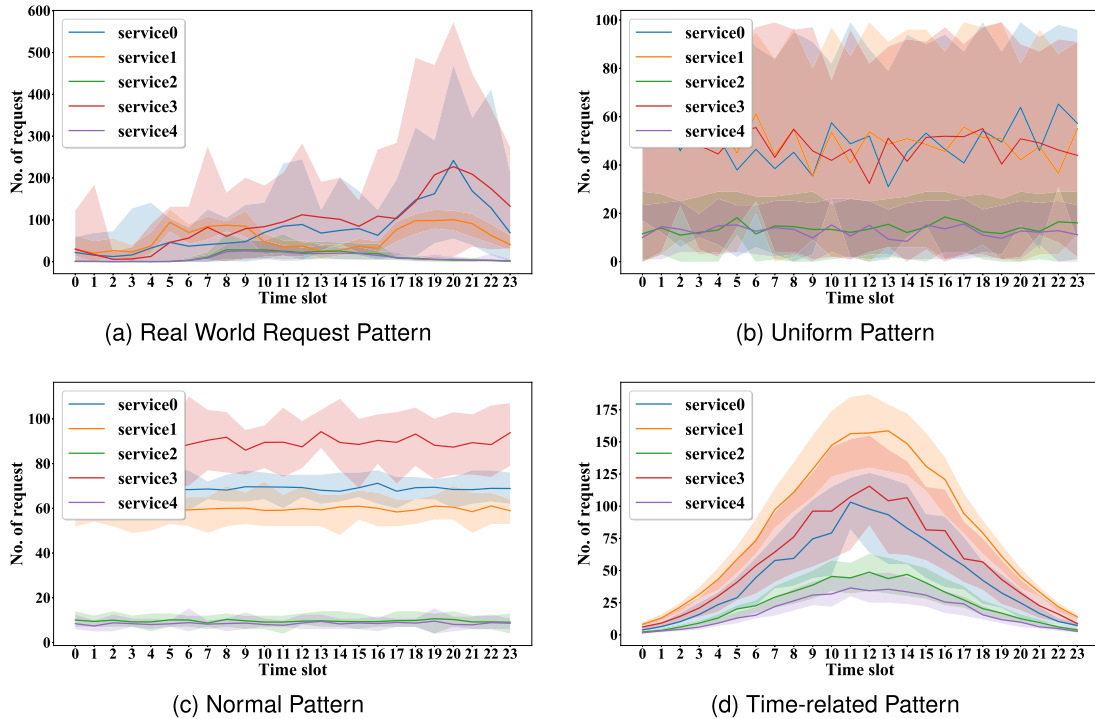 600
500
400
300
200
100
0
No. of request
service0
service1
service2
service3
service4
0 1 2 3 4 5 6 7 8 9 10 11 12 13 14 15 16 17 18 19 20 21 22 23
Time slot
(a) Real World Request Pattern
100
80
60
40
20
0
No. of request
service0
service1
service2
service3
service4
0 1 2 3 4 5 6 7 8 9 10 11 12 13 14 15 16 17 18 19 20 21 22 23
Time slot
(b) Uniform Pattern
100
80
60
40
20
0
No. of request
service0
service1
service2
service3
service4
0 1 2 3 4 5 6 7 8 9 10 11 12 13 14 15 16 17 18 19 20 21 22 23
Time slot
(c) Normal Pattern
175
150
125
100
75
50
25
0
No. of request
service0
service1
service2
service3
service4
0 1 2 3 4 5 6 7 8 9 10 11 12 13 14 15 16 17 18 19 20 21 22 23
Time slot
(d) Time-related Pattern